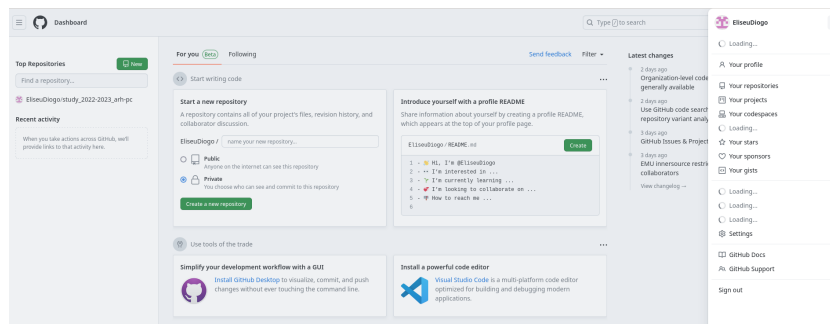 Dashboard
Type / to search
EliseuDiogo
Loading...
Your profile
Your repositories
Your projects
Your codespaces
Loading...
Your stars
Your sponsors
Your gists
Loading...
Loading...
Loading...
Settings
GitHub Docs
GitHub Support
Sign out
Top Repositories
New
Find a repository...
EliseuDiogo/study_2022-2023_arh-pc
Recent activity
When you take actions across GitHub, we'll
provide links to that activity here.
For you Beta Following
Send feedback Filter
Start writing code
Start a new repository
A repository contains all of your project's files, revision history, and
collaborator discussion.
EliseuDiogo / name your new repository...
Public
Anyone on the internet can see this repository
Private
You choose who can see and commit to this repository
Create a new repository
Introduce yourself with a profile README
Share information about yourself by creating a profile README,
which appears at the top of your profile page.
EliseuDiogo / README.md
Create
1 - 👋 Hi, I'm @EliseuDiogo
2 - 👀 I'm interested in ...
3 - 🌱 I'm currently learning ...
4 - 💞️ I'm looking to collaborate on ...
5 - 📫 How to reach me ...
6
Use tools of the trade
Simplify your development workflow with a GUI
Install GitHub Desktop to visualize, commit, and push
changes without ever touching the command line.
Install a powerful code editor
Visual Studio Code is a multi-platform code editor
optimized for building and debugging modern
applications.
Latest changes
2 days ago
Organization-level code
generally available
2 days ago
Use GitHub code search
repository variant analy
3 days ago
GitHub Issues & Project
3 days ago
EMU innersource restri
collaborators
View changelog →